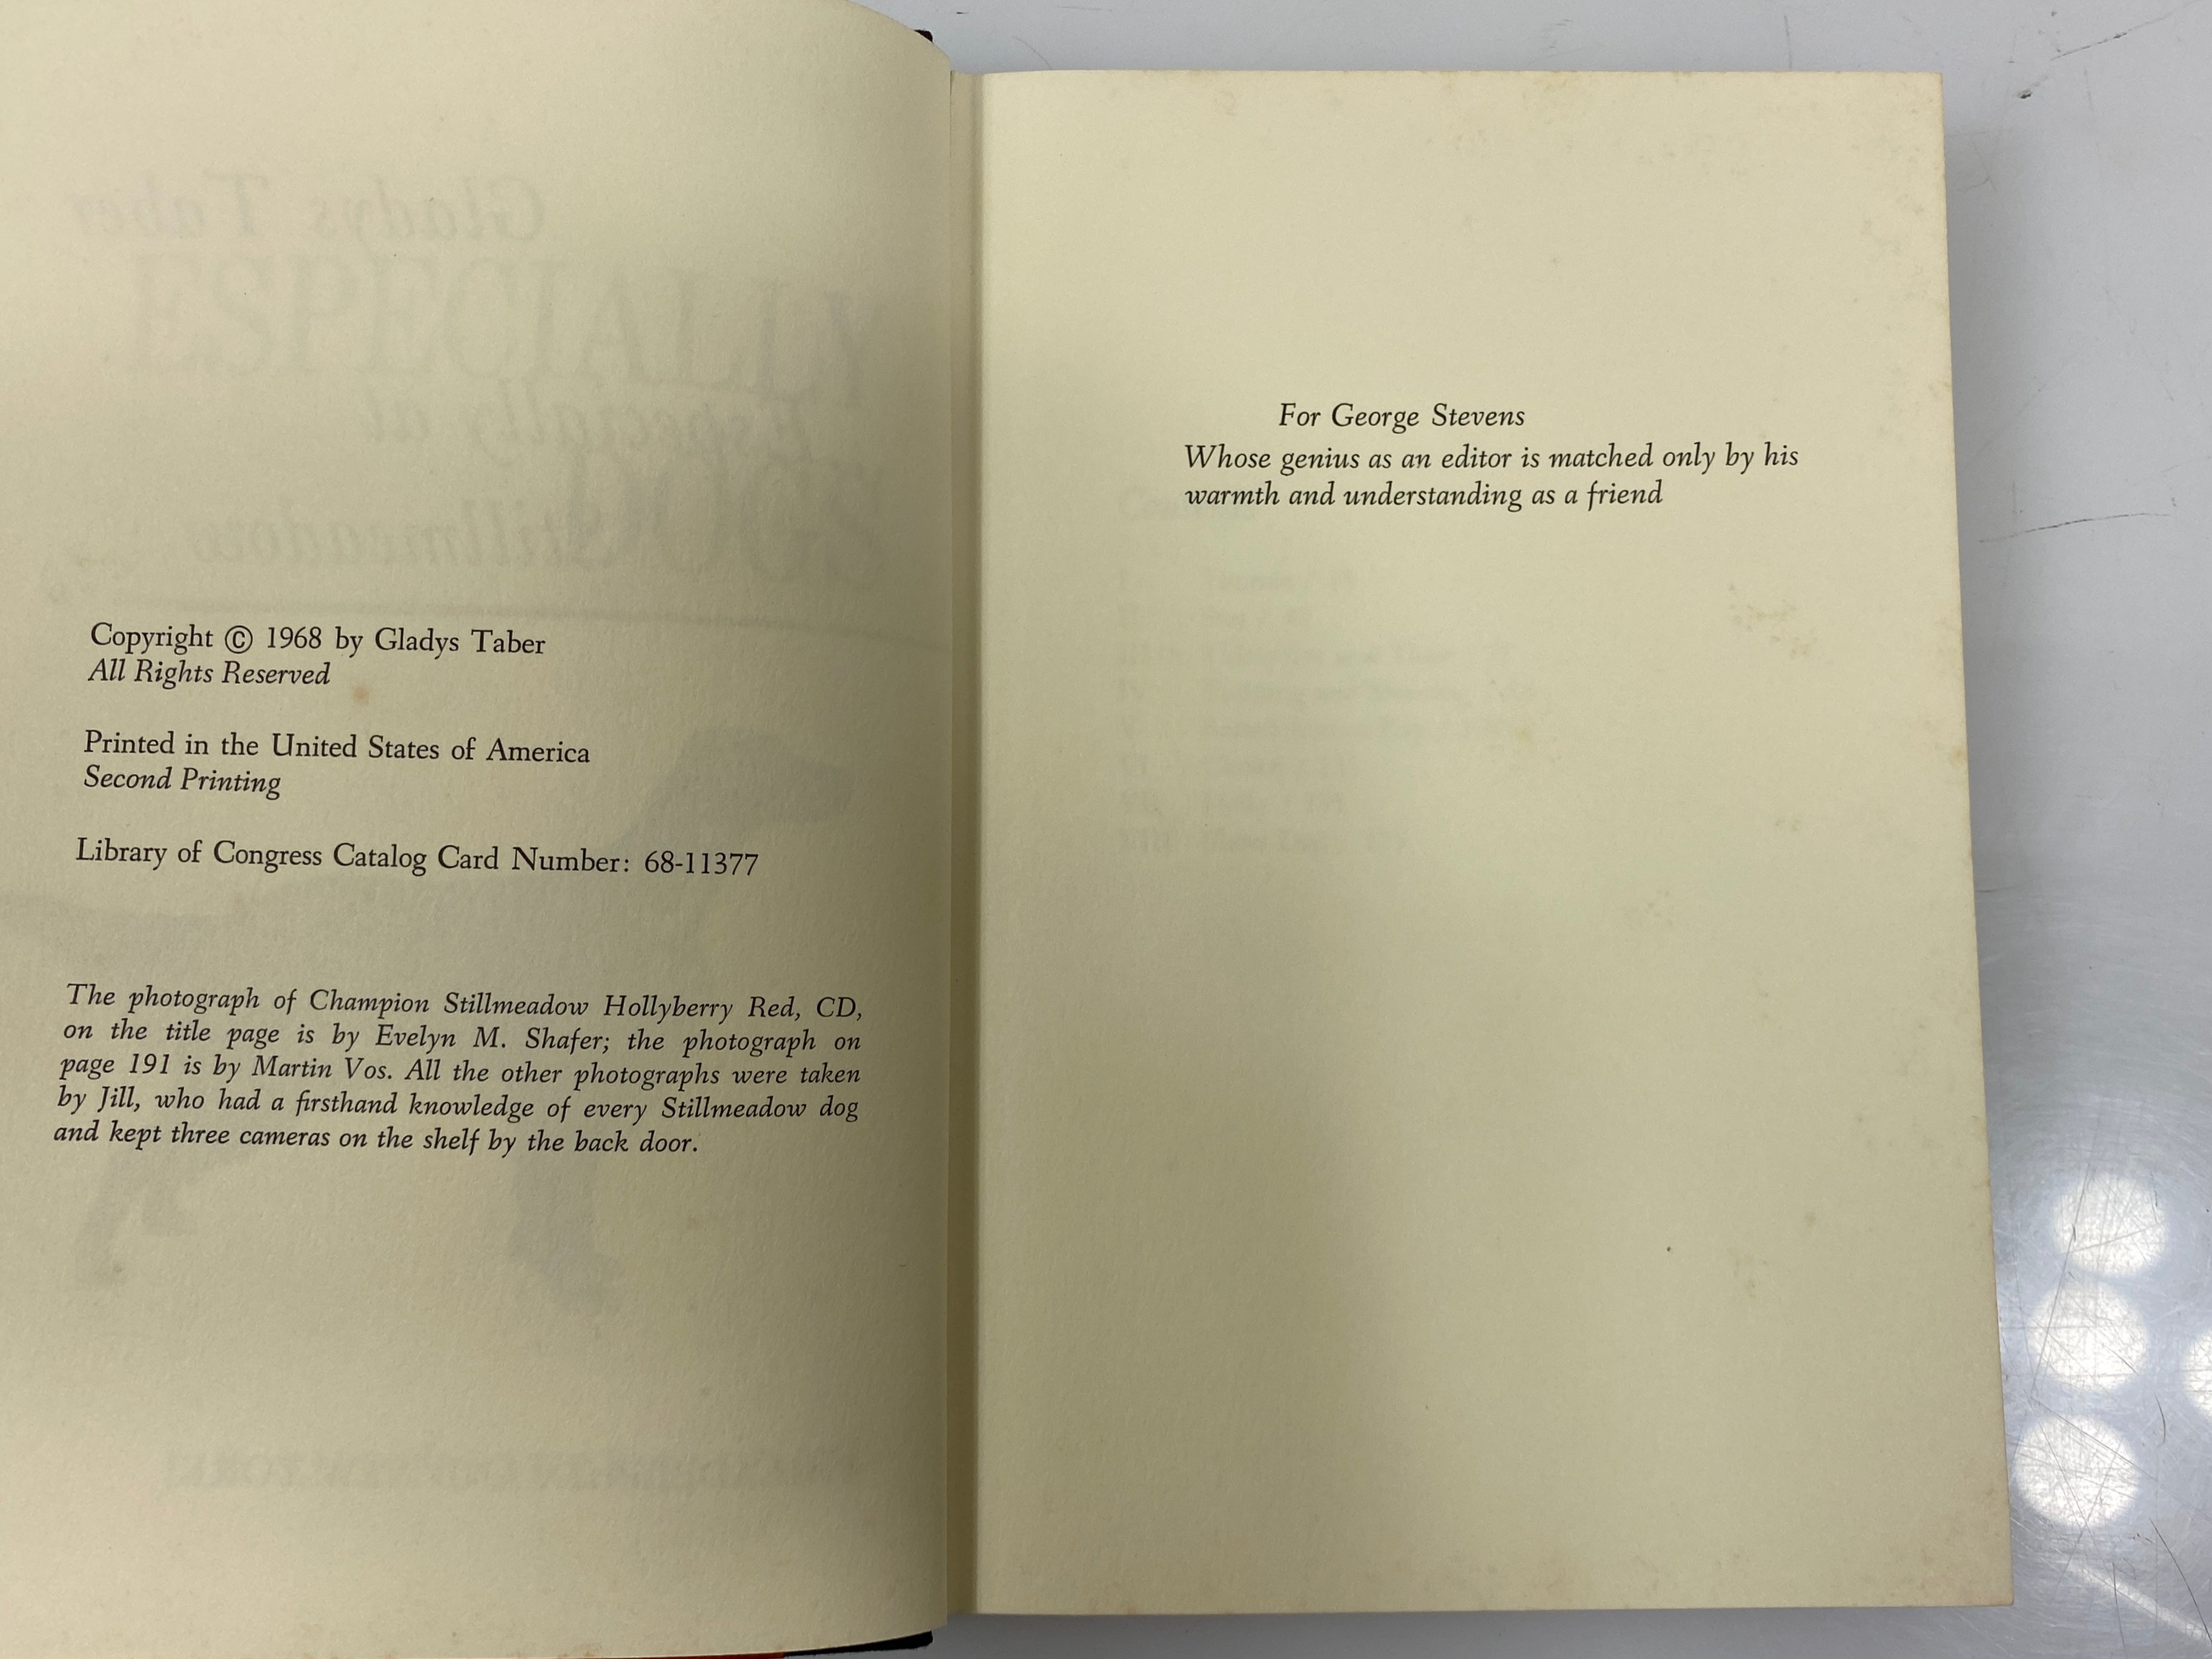 Copyright © 1968 by Gladys Taber
All Rights Reserved
Printed in the United States of America
Second Printing
Library of Congress Catalog Card Number: 68-11377
The photograph of Champion Stillmeadow Hollyberry Red, CD,
on the title page is by Evelyn M. Shafer; the photograph on
page 191 is by Martin Vos. All the other photographs were taken
by Jill, who had a firsthand knowledge of every Stillmeadow dog
and kept three cameras on the shelf by the back door.
For George Stevens
Whose genius as an editor is matched only by his
warmth and understanding as a friend